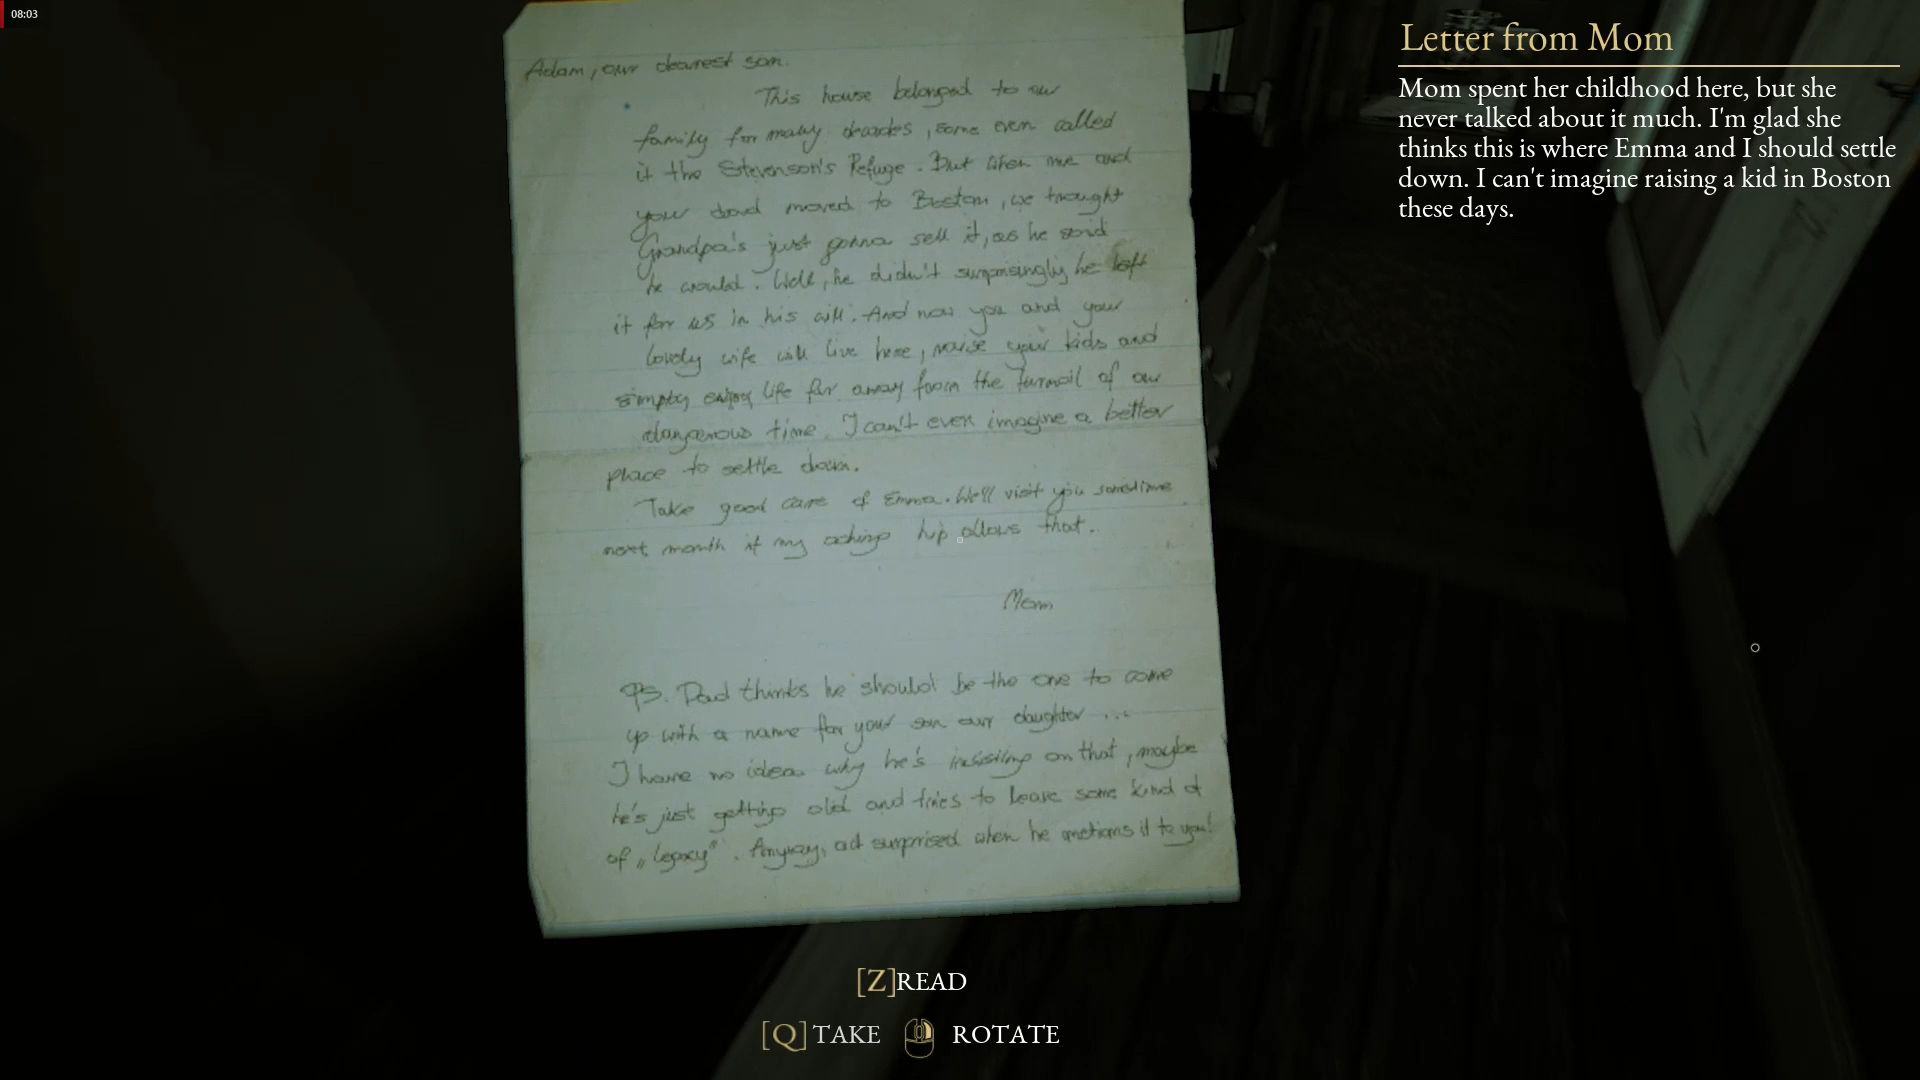 08:03
Letter from Mom
Mom spent her childhood here, but she
never talked about it much. I'm glad she
thinks this is where Emma and I should settle
down. I can't imagine raising a kid in Boston
these days.
Adam, our dearest son.
This house belonged to our
family for many decades, some even called
it the Stevenson's Refuge. But when me and
your dad moved to Boston, we thought
Grandpa's just gonna sell it, as he said
he would. Well, he didn't surprisingly he left
it for us in his will. And now you and your
lovely wife will live here, raise your kids and
simply enjoy life far away from the turmoil of our
dangerous time. I can't even imagine a better
place to settle down.
Take good care of Emma. We'll visit you sometime
next month if my aching hip allows that.
Mom
PS. Dad thinks he should be the one to come
up with a name for your son our daughter ...
I have no idea why he's insisting on that, maybe
he's just getting old and tries to leave some kind of
of „legacy". Anyway, act surprised when he metions it to you!
[Z]READ
[Q]TAKE ROTATE